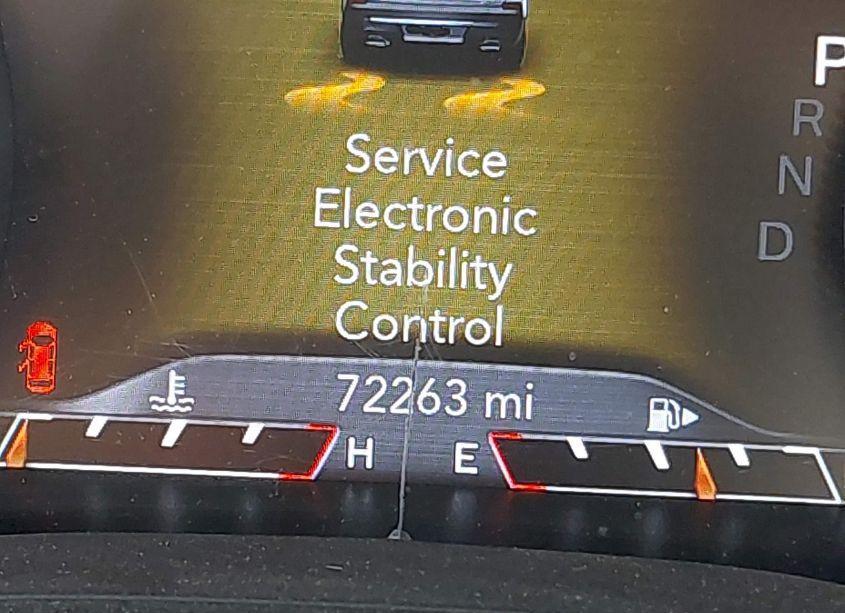 P
R
N
D
Service
Electronic
Stability
Control
72263 mi
H E